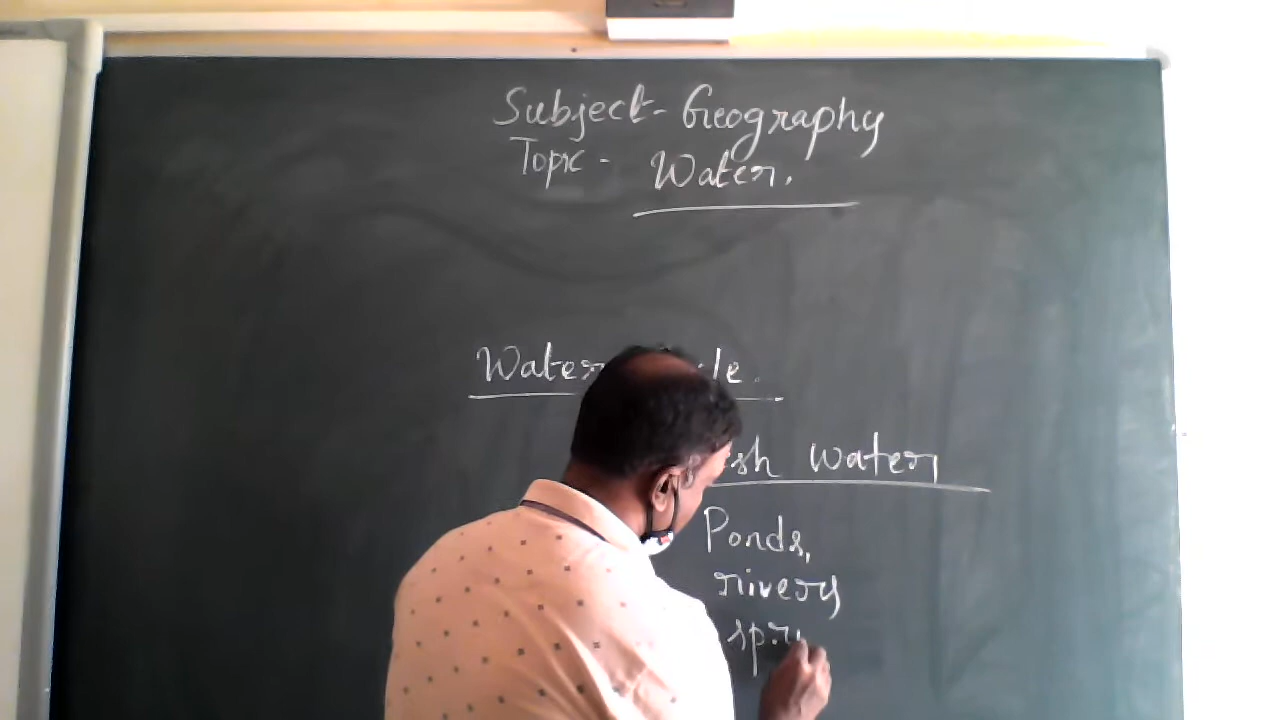 Subject- Geography
Topic - Water.
Water
water
Ponds,
rivers